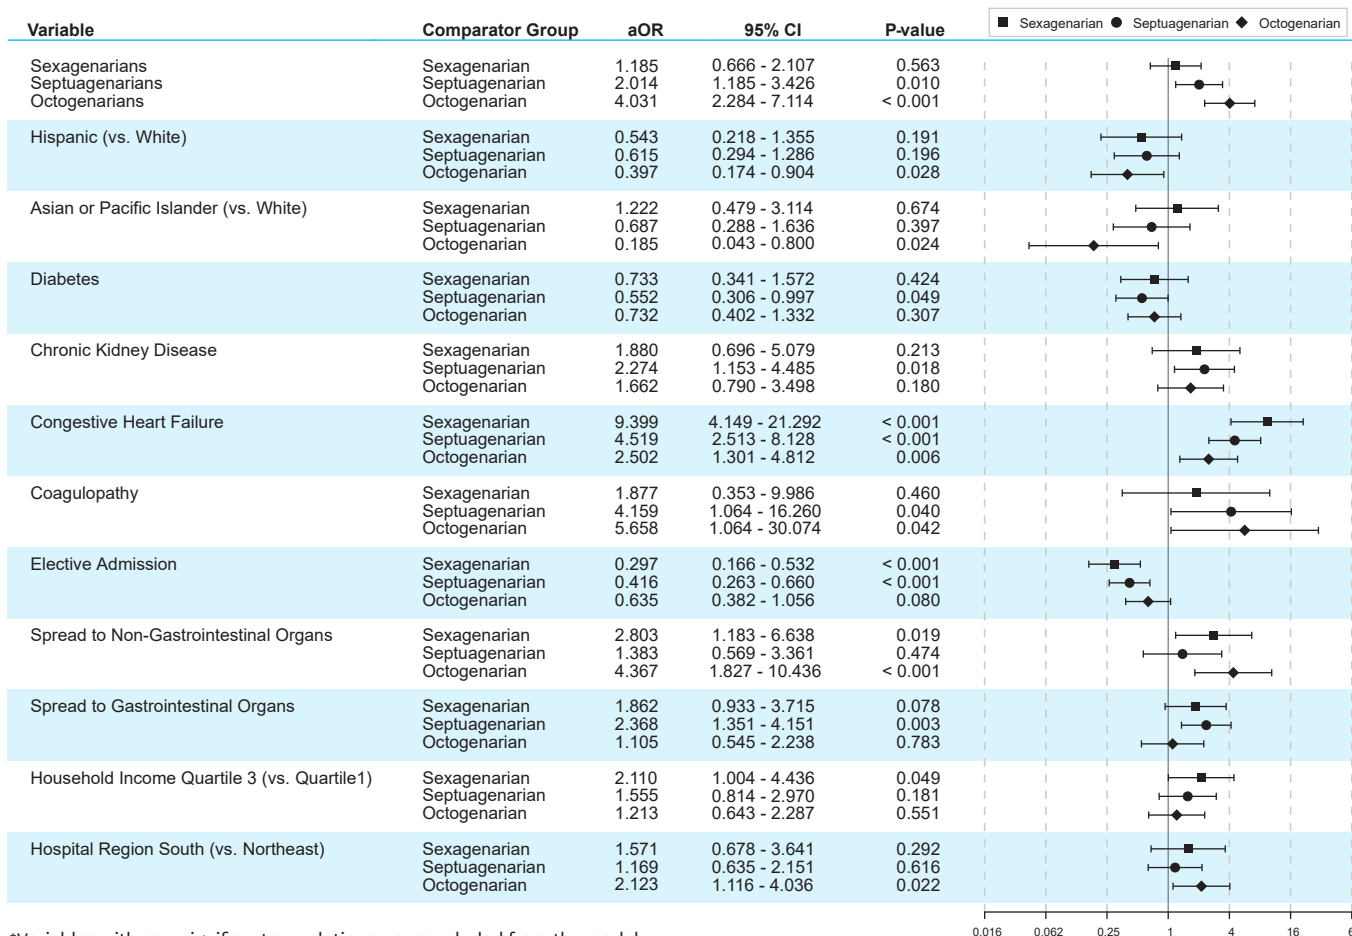 Variable Comparator Group aOR 95% CI P-value ■ Sexagenarian ● Septuagenarian ◆ Octogenarian
Sexagenarians Sexagenarian 1.185 0.666 - 2.107 0.563
Septuagenarians Septuagenarian 2.014 1.185 - 3.426 0.010
Octogenarians Octogenarian 4.031 2.284 - 7.114 < 0.001
Hispanic (vs. White) Sexagenarian 0.543 0.218 - 1.355 0.191
Septuagenarian 0.615 0.294 - 1.286 0.196
Octogenarian 0.397 0.174 - 0.904 0.028
Asian or Pacific Islander (vs. White) Sexagenarian 1.222 0.479 - 3.114 0.674
Septuagenarian 0.687 0.288 - 1.636 0.397
Octogenarian 0.185 0.043 - 0.800 0.024
Diabetes Sexagenarian 0.733 0.341 - 1.572 0.424
Septuagenarian 0.552 0.306 - 0.997 0.049
Octogenarian 0.732 0.402 - 1.332 0.307
Chronic Kidney Disease Sexagenarian 1.880 0.696 - 5.079 0.213
Septuagenarian 2.274 1.153 - 4.485 0.018
Octogenarian 1.662 0.790 - 3.498 0.180
Congestive Heart Failure Sexagenarian 9.399 4.149 - 21.292 < 0.001
Septuagenarian 4.519 2.513 - 8.128 < 0.001
Octogenarian 2.502 1.301 - 4.812 0.006
Coagulopathy Sexagenarian 1.877 0.353 - 9.986 0.460
Septuagenarian 4.159 1.064 - 16.260 0.040
Octogenarian 5.658 1.064 - 30.074 0.042
Elective Admission Sexagenarian 0.297 0.166 - 0.532 < 0.001
Septuagenarian 0.416 0.263 - 0.660 < 0.001
Octogenarian 0.635 0.382 - 1.056 0.080
Spread to Non-Gastrointestinal Organs Sexagenarian 2.803 1.183 - 6.638 0.019
Septuagenarian 1.383 0.569 - 3.361 0.474
Octogenarian 4.367 1.827 - 10.436 < 0.001
Spread to Gastrointestinal Organs Sexagenarian 1.862 0.933 - 3.715 0.078
Septuagenarian 2.368 1.351 - 4.151 0.003
Octogenarian 1.105 0.545 - 2.238 0.783
Household Income Quartile 3 (vs. Quartile1) Sexagenarian 2.110 1.004 - 4.436 0.049
Septuagenarian 1.555 0.814 - 2.970 0.181
Octogenarian 1.213 0.643 - 2.287 0.551
Hospital Region South (vs. Northeast) Sexagenarian 1.571 0.678 - 3.641 0.292
Septuagenarian 1.169 0.635 - 2.151 0.616
Octogenarian 2.123 1.116 - 4.036 0.022
0.016 0.062 0.25 1 4 16